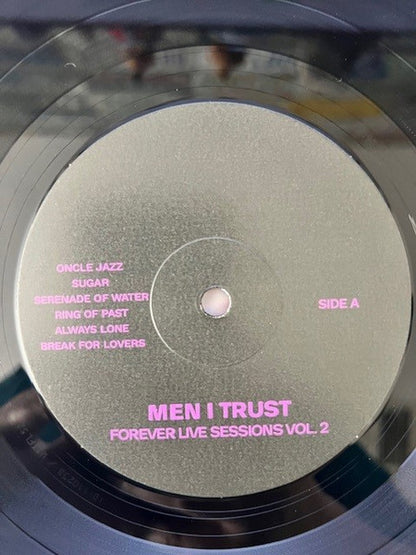 ONCLE JAZZ
SUGAR
SERENADE OF WATER
RING OF PAST
ALWAYS LONE
BREAK FOR LOVERS
SIDE A
MEN I TRUST
FOREVER LIVE SESSIONS VOL. 2